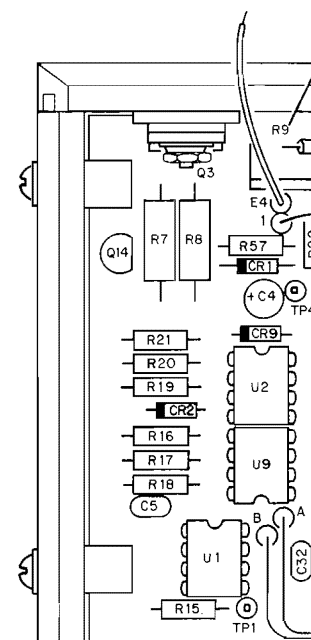 R9
Q3
E4
1
Q14
R7
R8
R57
CR1
+C4
TP4
R21
CR9
R20
R19
U2
CR2
R16
R17
U9
R18
C5
A
B
U1
C32
R15.
TP1